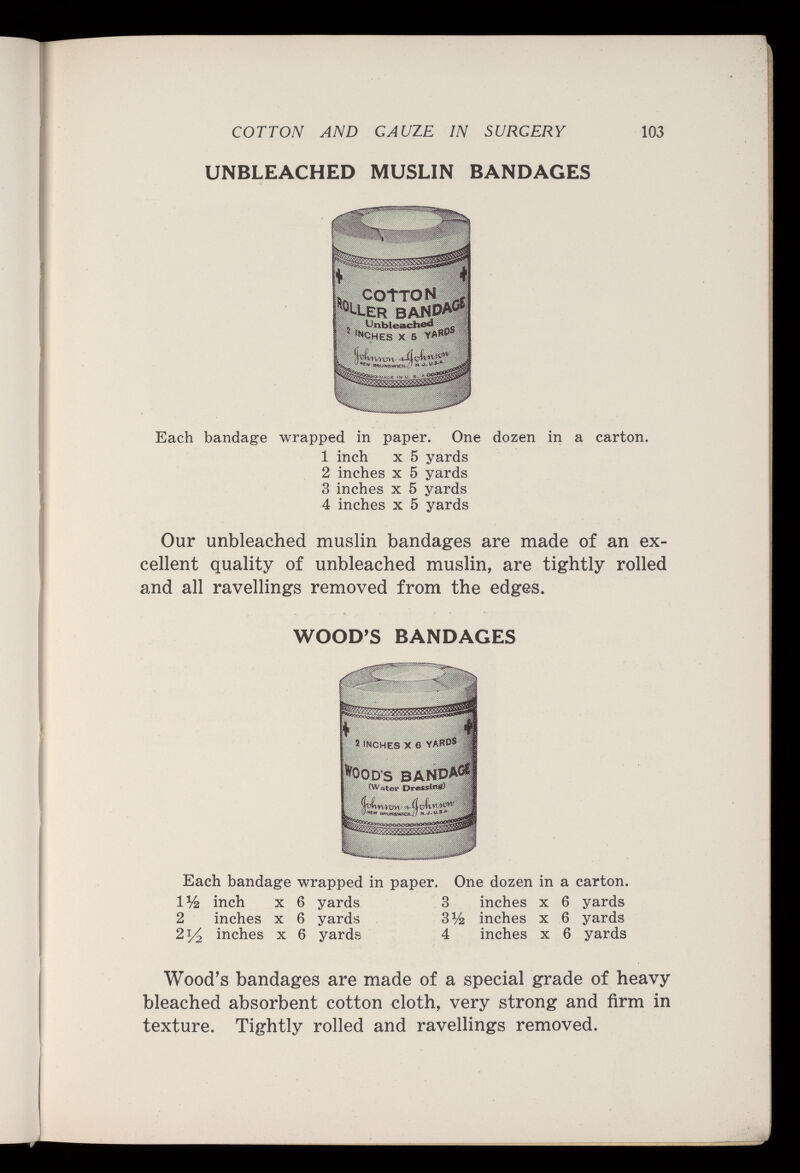 COTTON AND GAUZE IN SURGERY 103
UNBLEACHED MUSLIN BANDAGES
COTTON
ROLLER BANDAGE
Unbleached
2 INCHES X 5 YARDS
Johnson & Johnson
NEW BRUNSWICK, N. J. U.S.A.
MADE IN U. S. A.
Each bandage wrapped in paper. One dozen in a carton.
1 inch x 5 yards
2 inches x 5 yards
3 inches x 5 yards
4 inches x 5 yards
Our unbleached muslin bandages are made of an ex-
cellent quality of unbleached muslin, are tightly rolled
and all ravellings removed from the edges.
WOOD'S BANDAGES
2 INCHES X 6 YARDS
WOOD'S BANDAGE
(Water Dressing)
Johnson & Johnson
NEW BRUNSWICK, N. J. U.S.A.
Each bandage wrapped in paper. One dozen in a carton.
1½ inch x 6 yards 3 inches x 6 yards
2 inches x 6 yards 3½ inches x 6 yards
2½ inches x 6 yards 4 inches x 6 yards
Wood's bandages are made of a special grade of heavy
bleached absorbent cotton cloth, very strong and firm in
texture. Tightly rolled and ravellings removed.